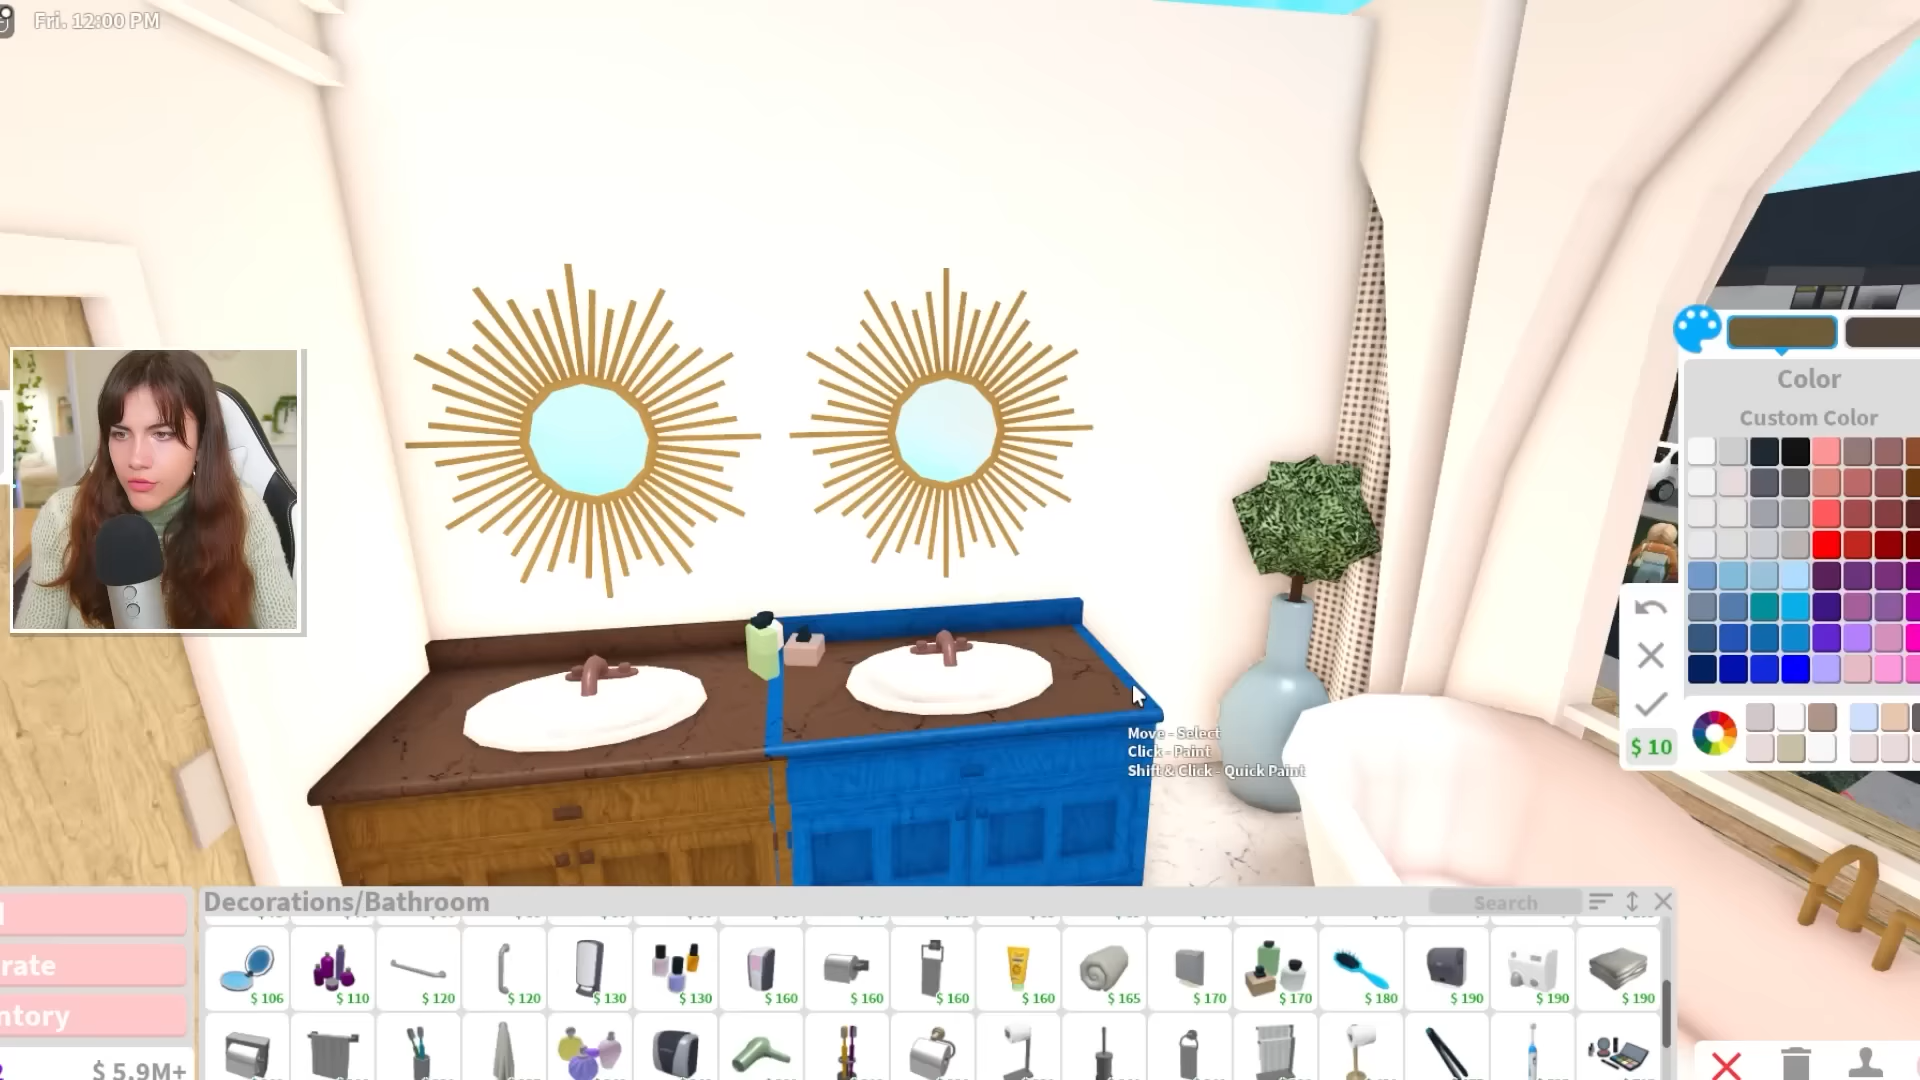 Fri. 12:00 PM
Color
Custom Color
Move - Select
Click - Paint
Shift & Click - Quick Paint
$ 10
Decorations/Bathroom
Search
rate
ntory
$ 5.9M+
$ 106
$ 110
$ 120
$ 120
$ 130
$ 130
$ 160
$ 160
$ 160
$ 160
$ 165
$ 170
$ 170
$ 180
$ 190
$ 190
$ 190